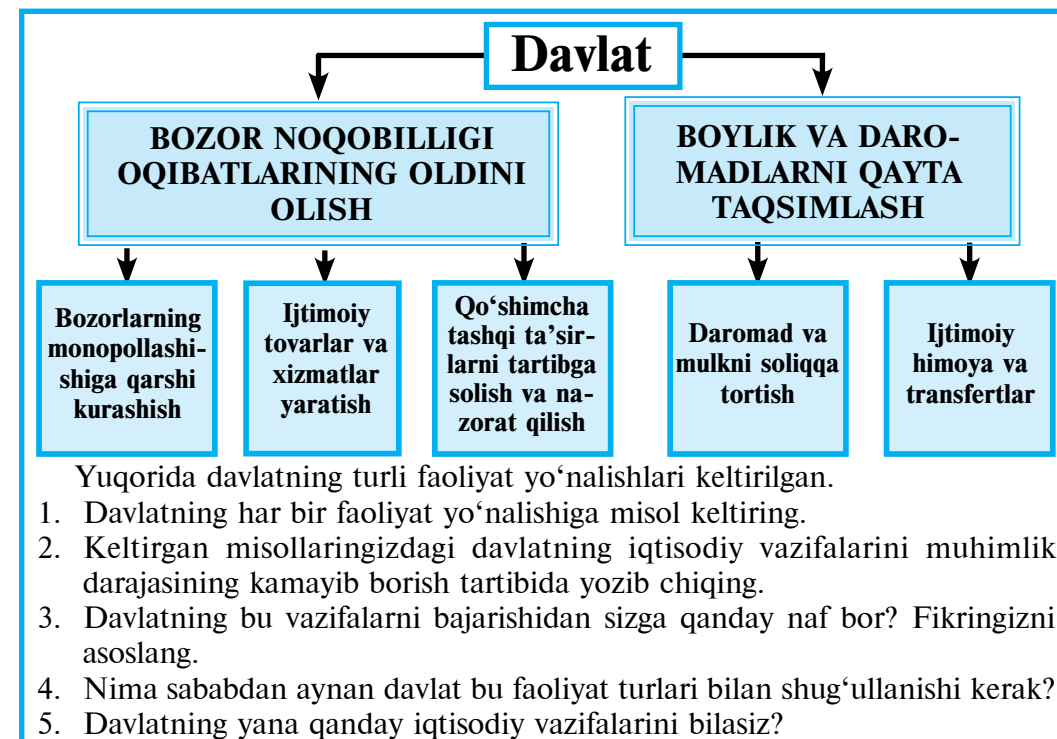 Davlat
BOZOR NOQOBILLIGI
OQIBATLARINING OLDINI
OLISH
BOYLIK VA DARO-
MADLARNI QAYTA
TAQSIMLASH
Bozorlarning
monopollashi-
shiga qarshi
kurashish
Ijtimoiy
tovarlar va
xizmatlar
yaratish
Qo‘shimcha
tashqi ta’sir-
larni tartibga
solish va na-
zorat qilish
Daromad va
mulkni soliqqa
tortish
Ijtimoiy
himoya va
transfertlar
Yuqorida davlatning turli faoliyat yo‘nalishlari keltirilgan.
1. Davlatning har bir faoliyat yo‘nalishiga misol keltiring.
2. Keltirgan misollaringizdagi davlatning iqtisodiy vazifalarini muhimlik
darajasining kamayib borish tartibida yozib chiqing.
3. Davlatning bu vazifalarni bajarishidan sizga qanday naf bor? Fikringizni
asoslang.
4. Nima sababdan aynan davlat bu faoliyat turlari bilan shug‘ullanishi kerak?
5. Davlatning yana qanday iqtisodiy vazifalarini bilasiz?